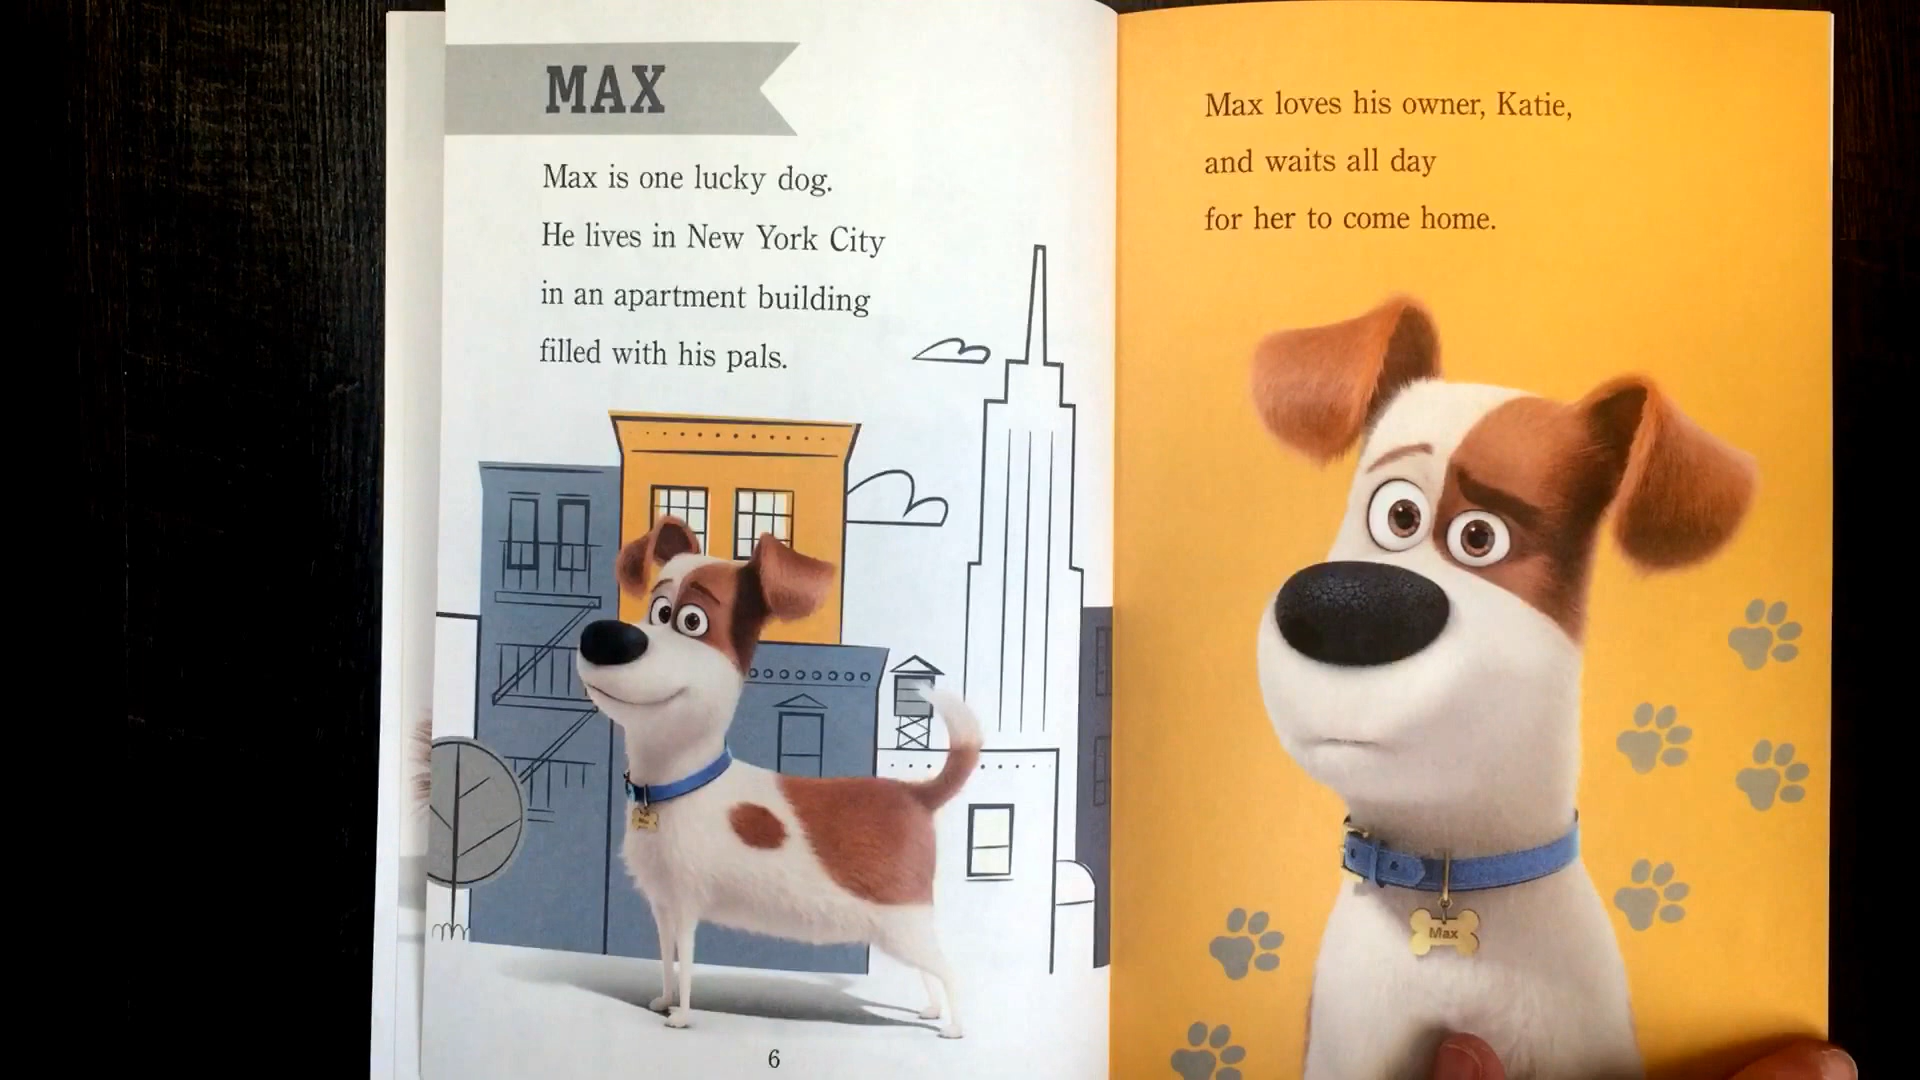 MAX
Max is one lucky dog.
He lives in New York City
in an apartment building
filled with his pals.
6
Max loves his owner, Katie,
and waits all day
for her to come home.
Max